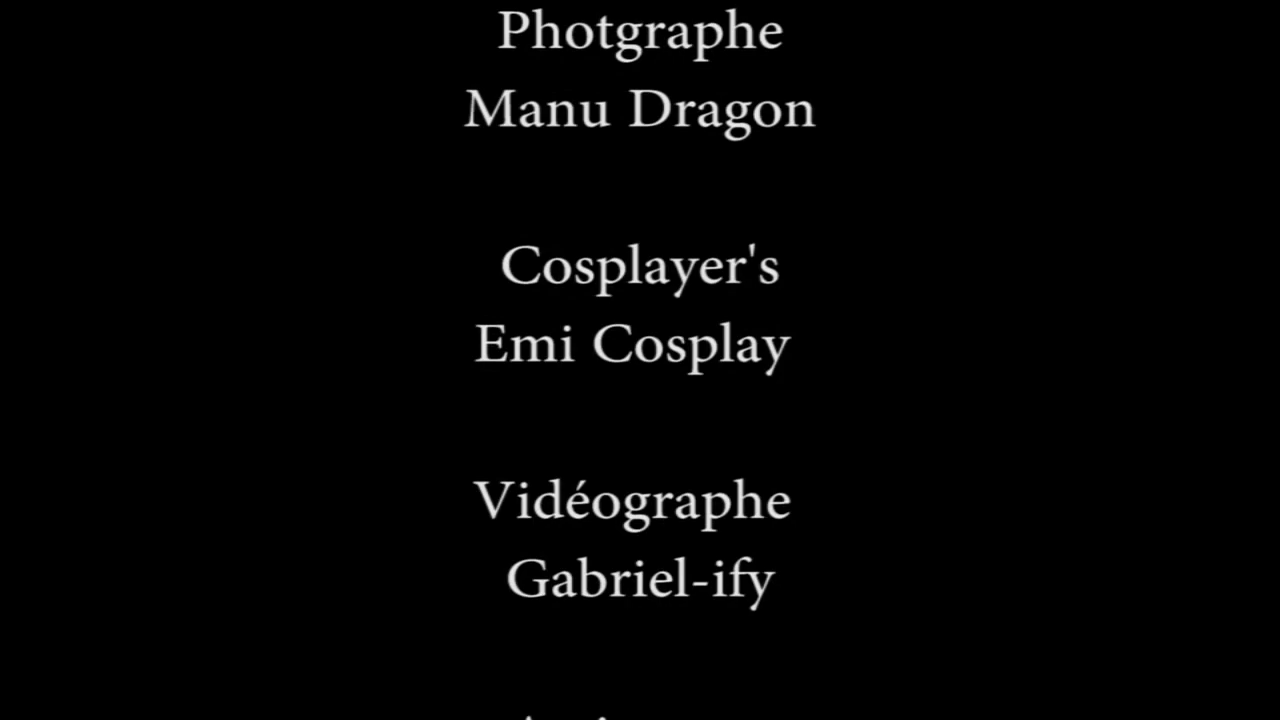 Photgraphe
Manu Dragon
Cosplayer's
Emi Cosplay
Vidéographe
Gabriel-ify